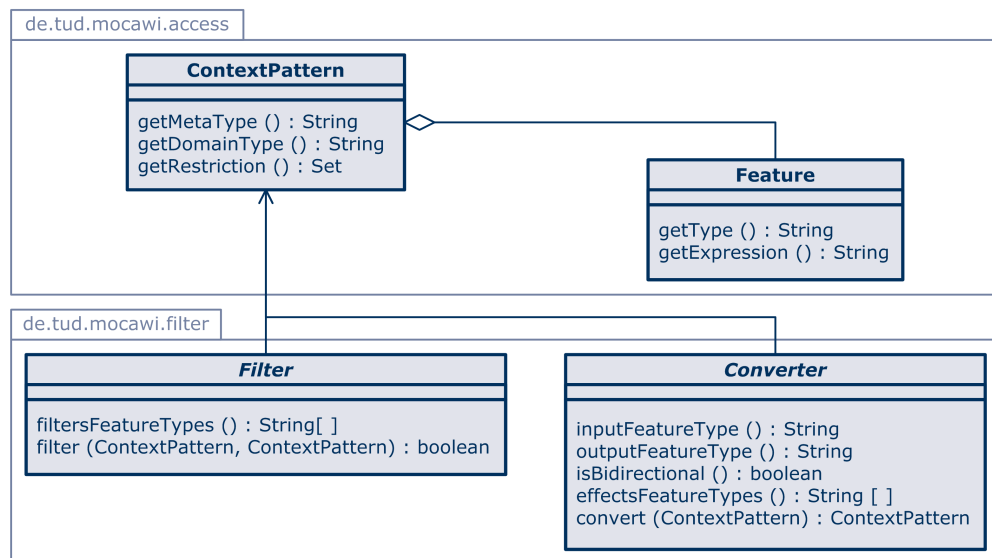 de.tud.mocawi.access
ContextPattern
getMetaType () : String
getDomainType () : String
getRestriction () : Set
Feature
getType () : String
getExpression () : String
de.tud.mocawi.filter
Filter
filtersFeatureTypes () : String[ ]
filter (ContextPattern, ContextPattern) : boolean
Converter
inputFeatureType () : String
outputFeatureType () : String
isBidirectional () : boolean
effectsFeatureTypes () : String [ ]
convert (ContextPattern) : ContextPattern